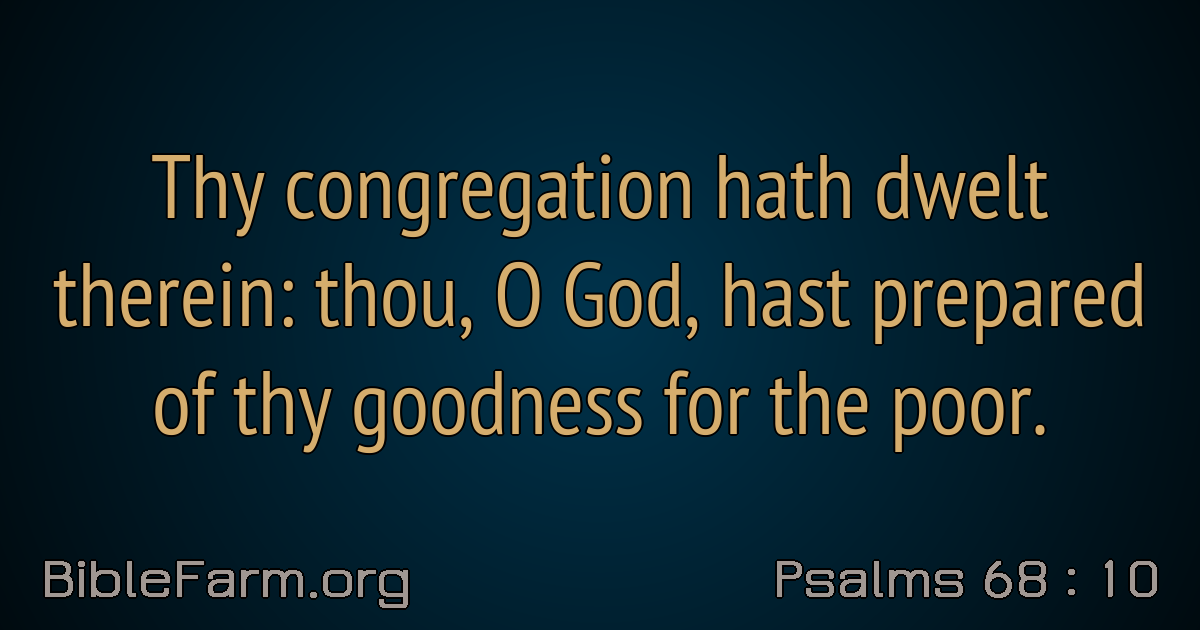 Thy congregation hath dwelt
therein: thou, O God, hast prepared
of thy goodness for the poor.
BibleFarm.org
Psalms 68 : 10